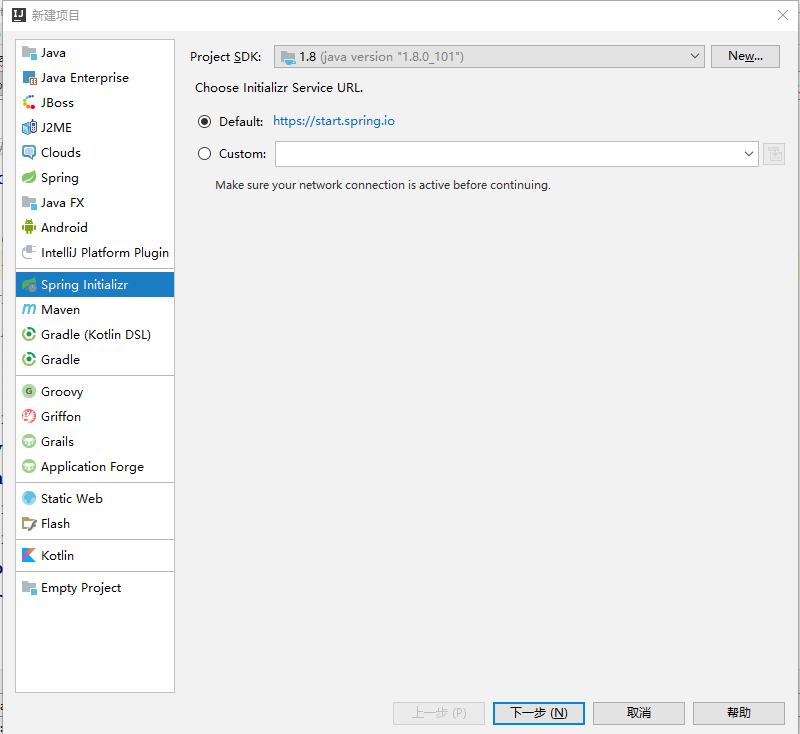 新建项目
Java
Java Enterprise
JBoss
J2ME
Clouds
Spring
Java FX
Android
IntelliJ Platform Plugin
Spring Initializr
Maven
Gradle (Kotlin DSL)
Gradle
Groovy
Griffon
Grails
Application Forge
Static Web
Flash
Kotlin
Empty Project
Project SDK: 1.8 (java version "1.8.0_101") New...
Choose Initializr Service URL.
Default: https://start.spring.io
Custom:
Make sure your network connection is active before continuing.
上一步 (P) 下一步 (N) 取消 帮助